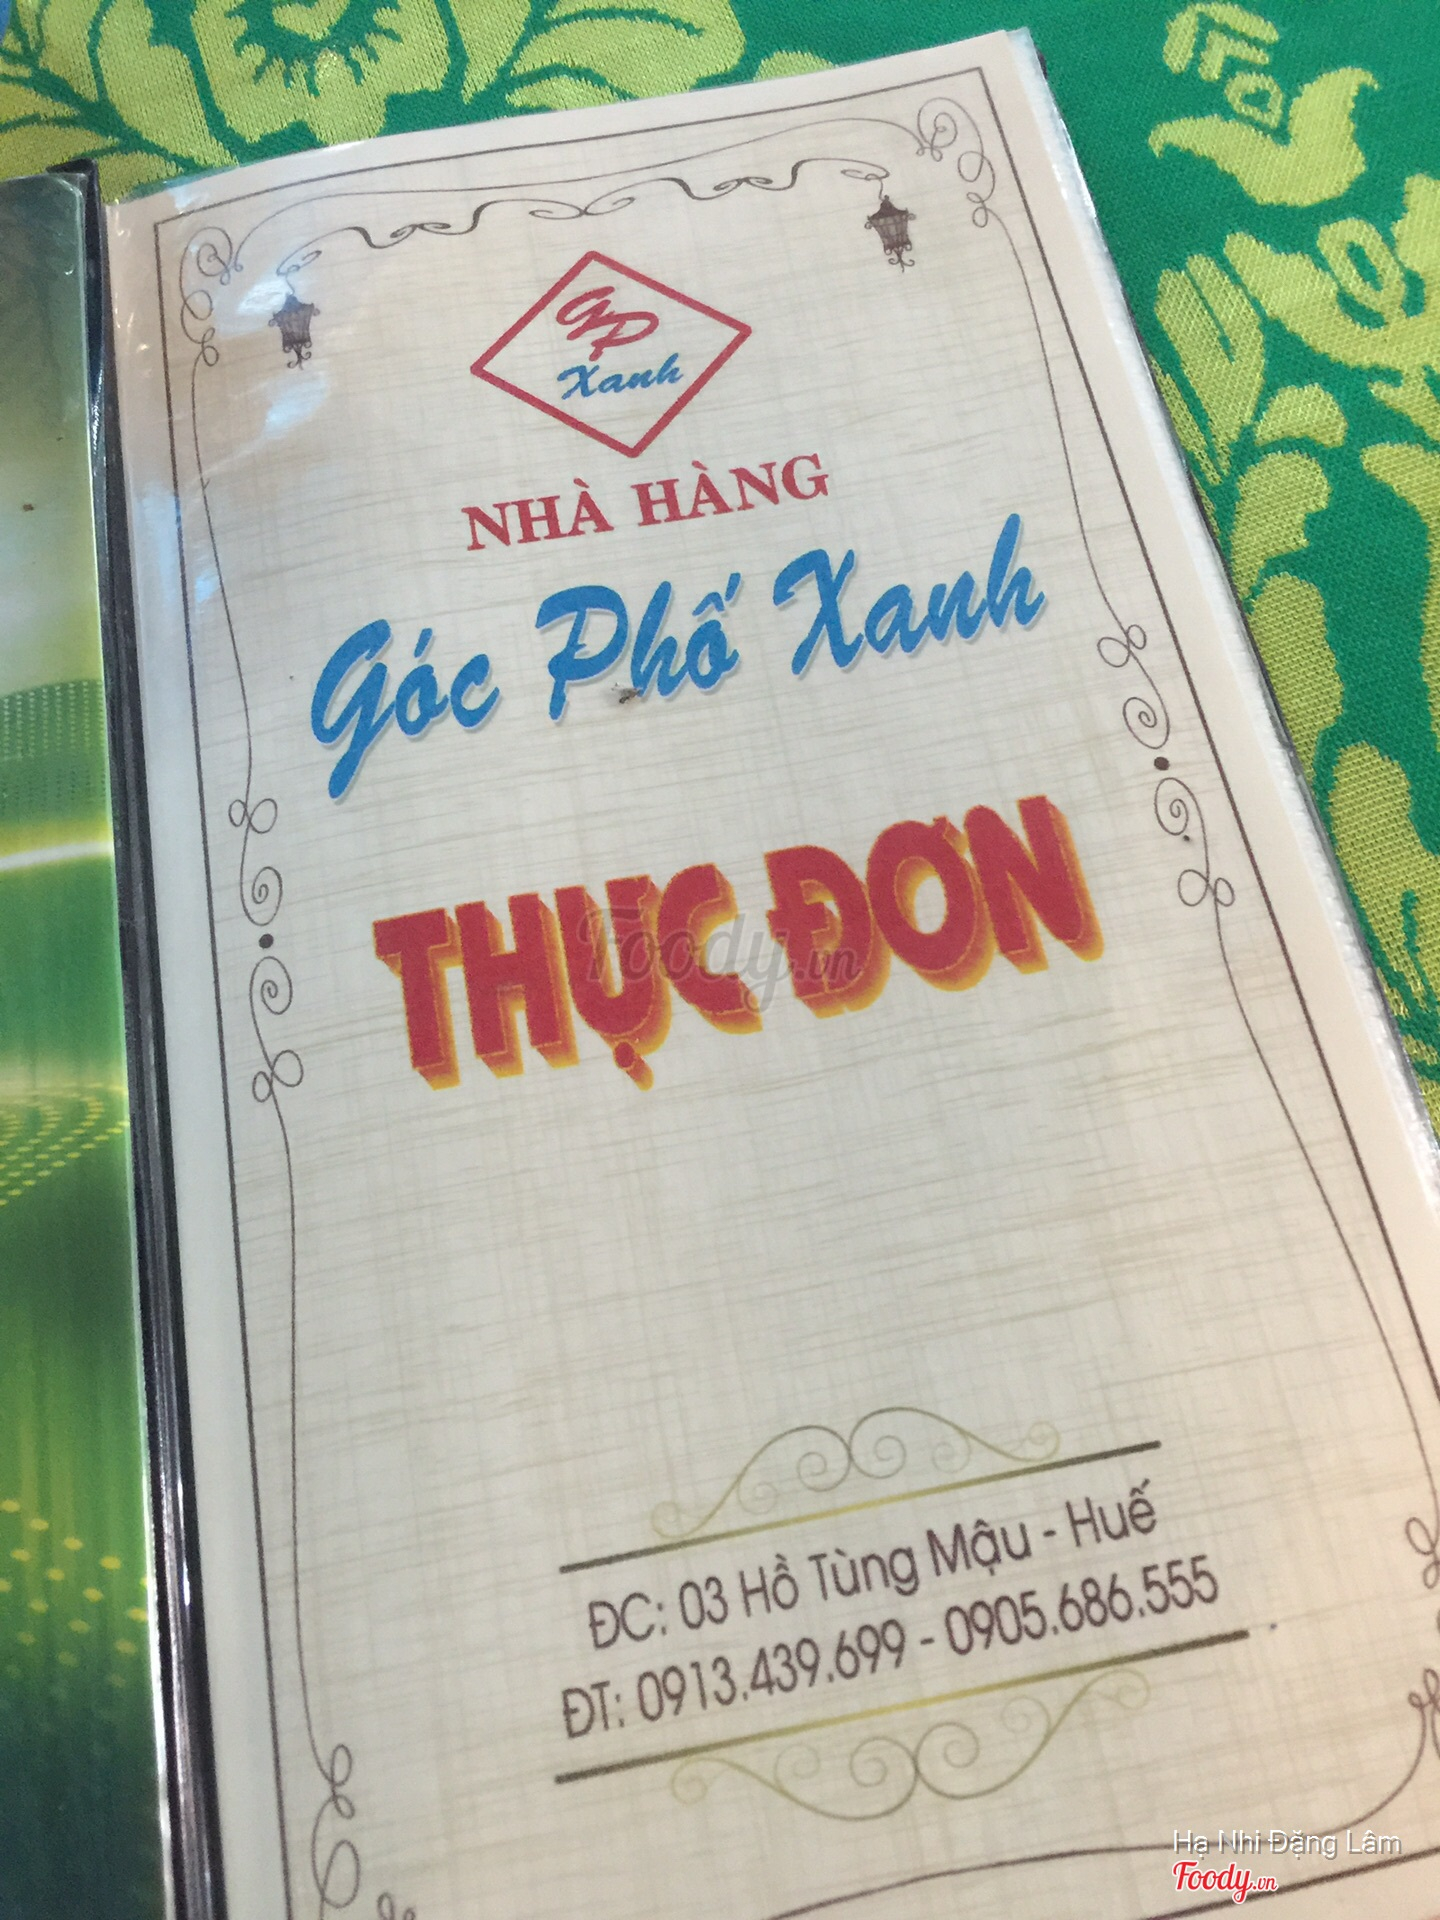 GP
Xanh
NHÀ HÀNG
Góc Phố Xanh
THỰC ĐƠN
Foody.vn
ĐC: 03 Hồ Tùng Mậu - Huế
ĐT: 0913.439.699 - 0905.686.555
Hạ Nhi Đặng Lâm
Foody.vn